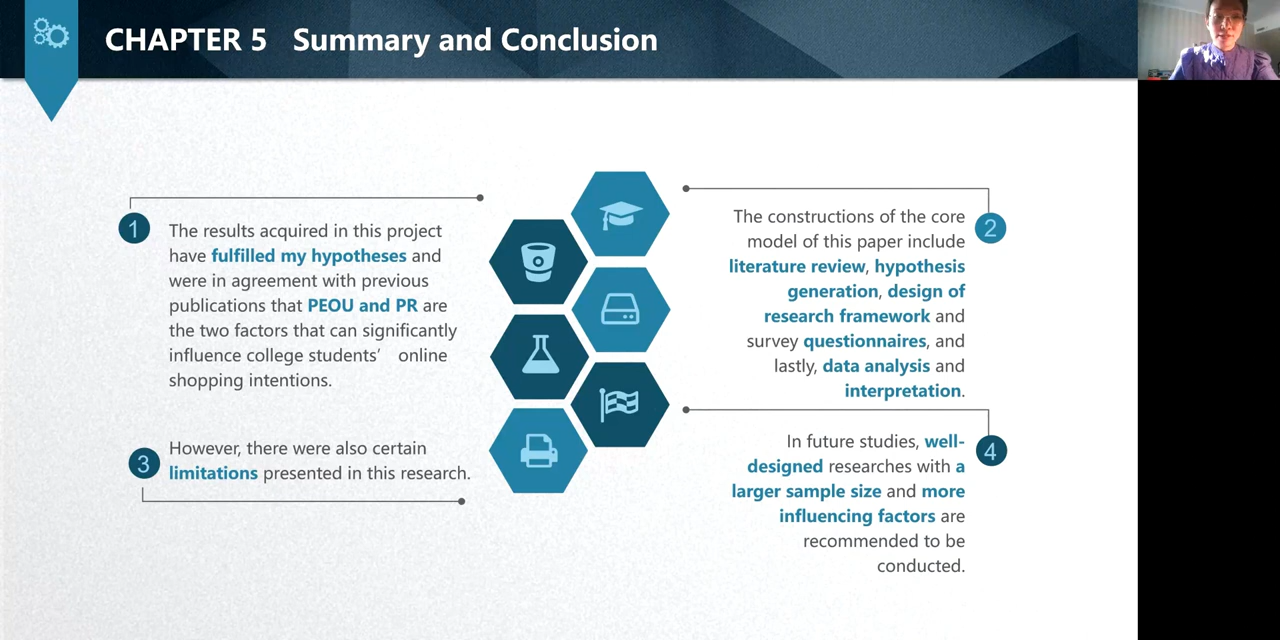 CHAPTER 5 Summary and Conclusion
1
The results acquired in this project
have fulfilled my hypotheses and
were in agreement with previous
publications that PEOU and PR are
the two factors that can significantly
influence college students' online
shopping intentions.
2
The constructions of the core
model of this paper include
literature review, hypothesis
generation, design of
research framework and
survey questionnaires, and
lastly, data analysis and
interpretation.
3
However, there were also certain
limitations presented in this research.
4
In future studies, well-
designed researches with a
larger sample size and more
influencing factors are
recommended to be
conducted.